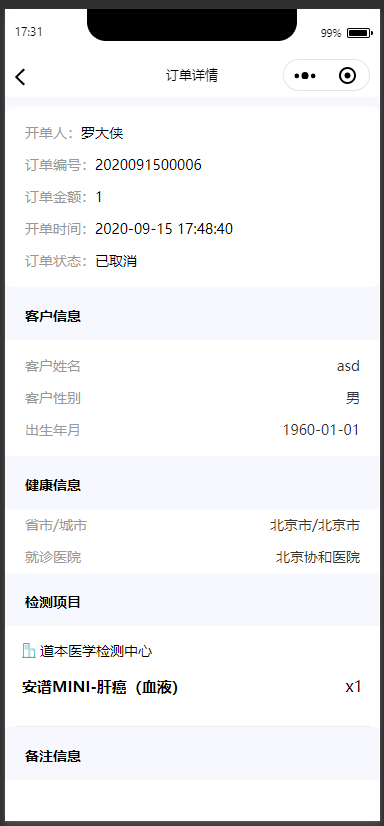 17:31
99%
订单详情
开单人：罗大侠
订单编号：2020091500006
订单金额：1
开单时间：2020-09-15 17:48:40
订单状态：已取消
客户信息
客户姓名 asd
客户性别 男
出生年月 1960-01-01
健康信息
省市/城市 北京市/北京市
就诊医院 北京协和医院
检测项目
道本医学检测中心
安谱MINI-肝癌（血液） x1
备注信息